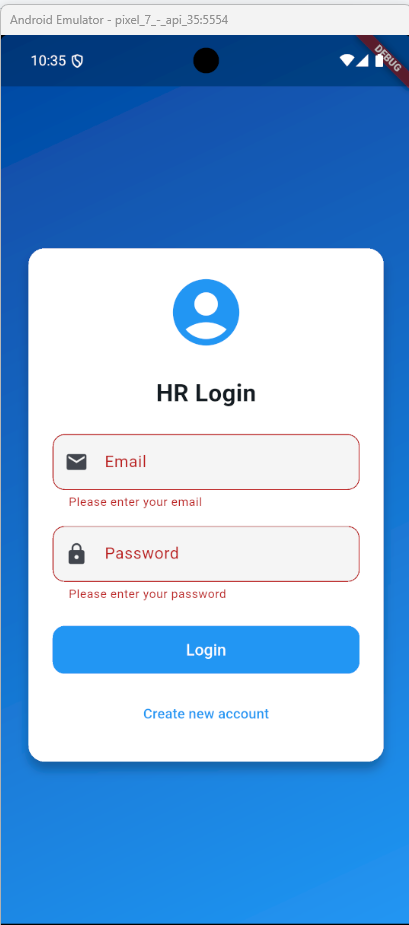 Android Emulator - pixel_7_-_api_35:5554
10:35
DEBUG
HR Login
Email
Please enter your email
Password
Please enter your password
Login
Create new account